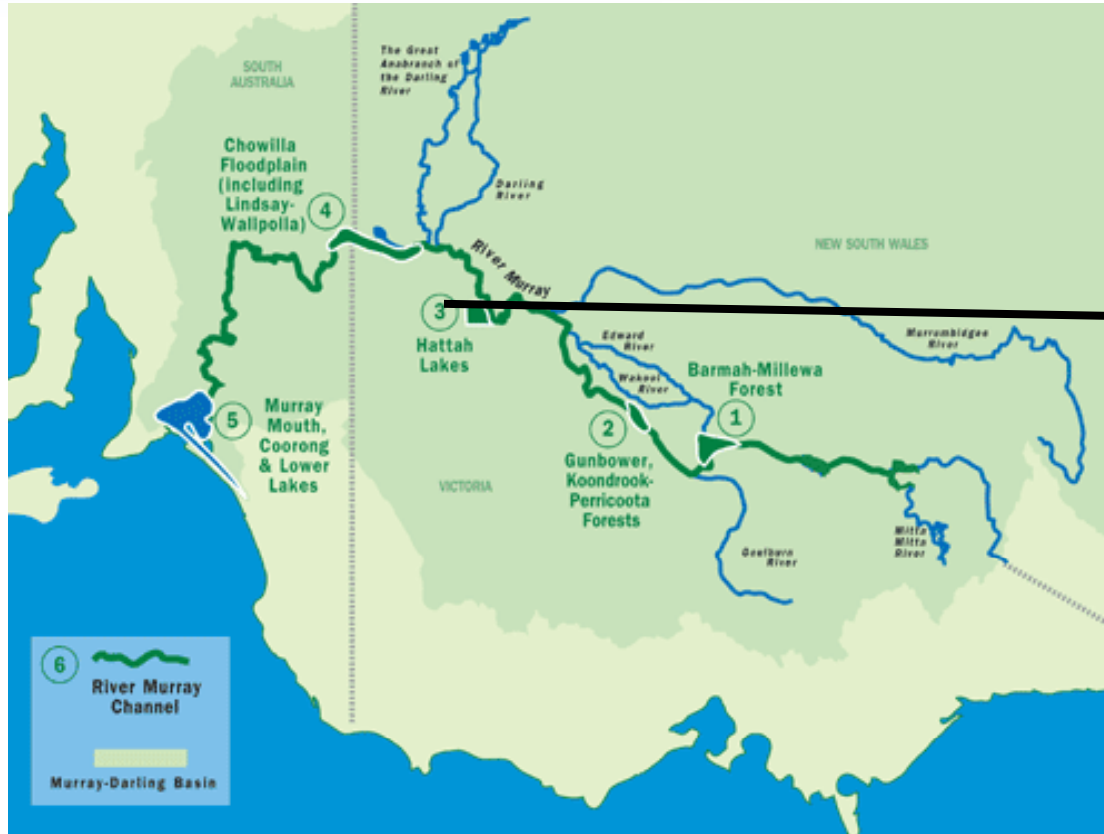 The Great
Anabranch of
the Darling
River
SOUTH
AUSTRALIA
Chowilla
Floodplain
(including
Lindsay-
Wallpolla)
4
Darling
River
River Murray
NEW SOUTH WALES
3
Hattah
Lakes
Edward
River
Murrumbidgee
River
Wakool
River
Barmah-Millewa
Forest
1
2
Gunbower,
Koondrook-
Perricoota
Forests
5
Murray
Mouth,
Coorong
& Lower
Lakes
VICTORIA
Goulburn
River
Mitta
Mitta
River
6
River Murray
Channel
Murray-Darling Basin